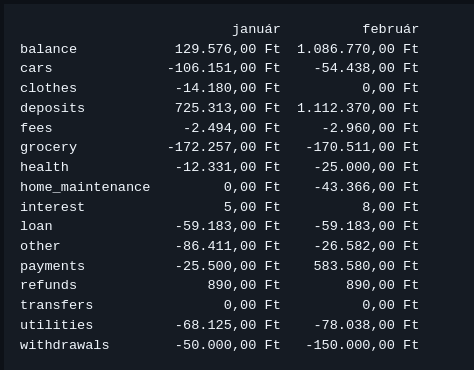 január február
balance 129.576,00 Ft 1.086.770,00 Ft
cars -106.151,00 Ft -54.438,00 Ft
clothes -14.180,00 Ft 0,00 Ft
deposits 725.313,00 Ft 1.112.370,00 Ft
fees -2.494,00 Ft -2.960,00 Ft
grocery -172.257,00 Ft -170.511,00 Ft
health -12.331,00 Ft -25.000,00 Ft
home_maintenance 0,00 Ft -43.366,00 Ft
interest 5,00 Ft 8,00 Ft
loan -59.183,00 Ft -59.183,00 Ft
other -86.411,00 Ft -26.582,00 Ft
payments -25.500,00 Ft 583.580,00 Ft
refunds 890,00 Ft 890,00 Ft
transfers 0,00 Ft 0,00 Ft
utilities -68.125,00 Ft -78.038,00 Ft
withdrawals -50.000,00 Ft -150.000,00 Ft